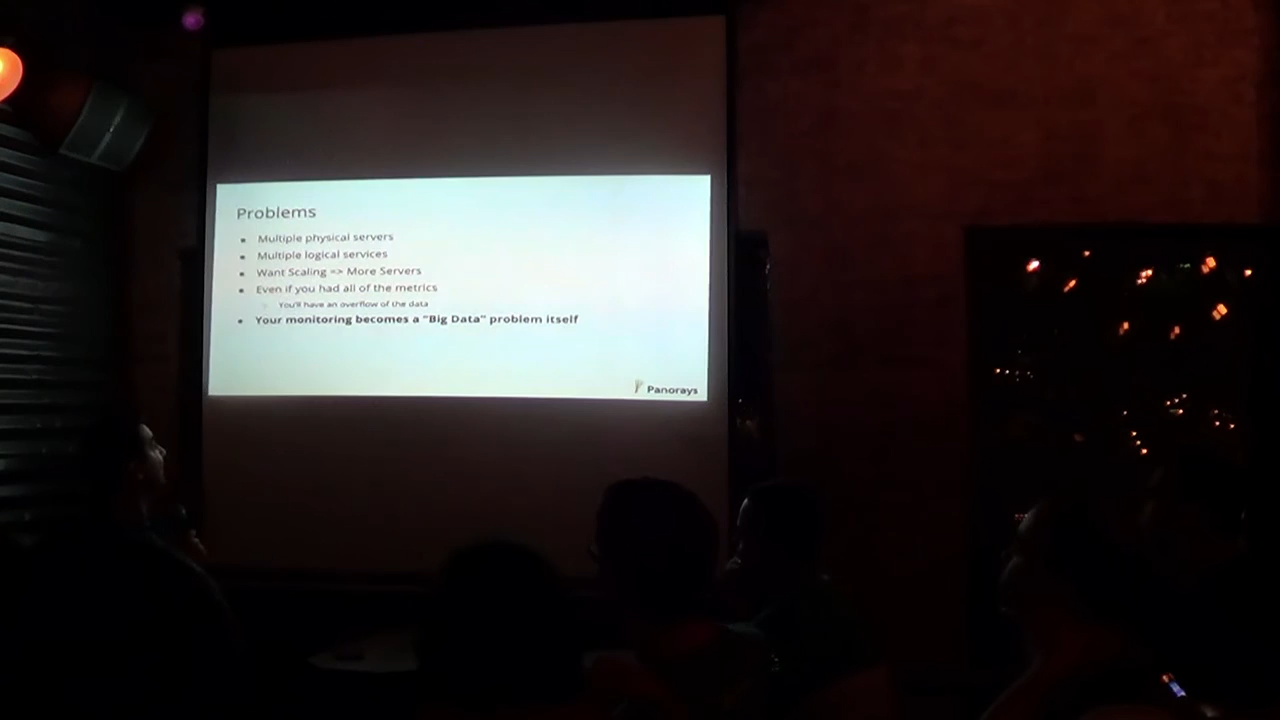 Problems
Multiple physical servers
Multiple logical services
Want Scaling => More Servers
Even if you had all of the metrics
You'll have an overflow of the data
Your monitoring becomes a "Big Data" problem itself
Panorays